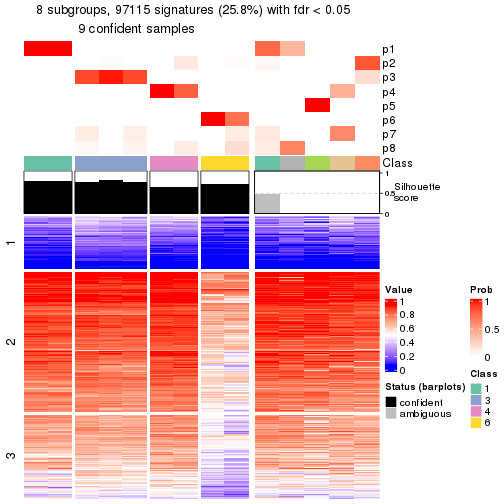 8 subgroups, 97115 signatures (25.8%) with fdr < 0.05
9 confident samples
p1
p2
p3
p4
p5
p6
p7
p8
Class
1
0.5
0
Silhouette
score
1
2
3
Value
1
0.8
0.6
0.4
0.2
0
Status (barplots)
confident
ambiguous
Prob
1
0.5
0
Class
1
3
4
6